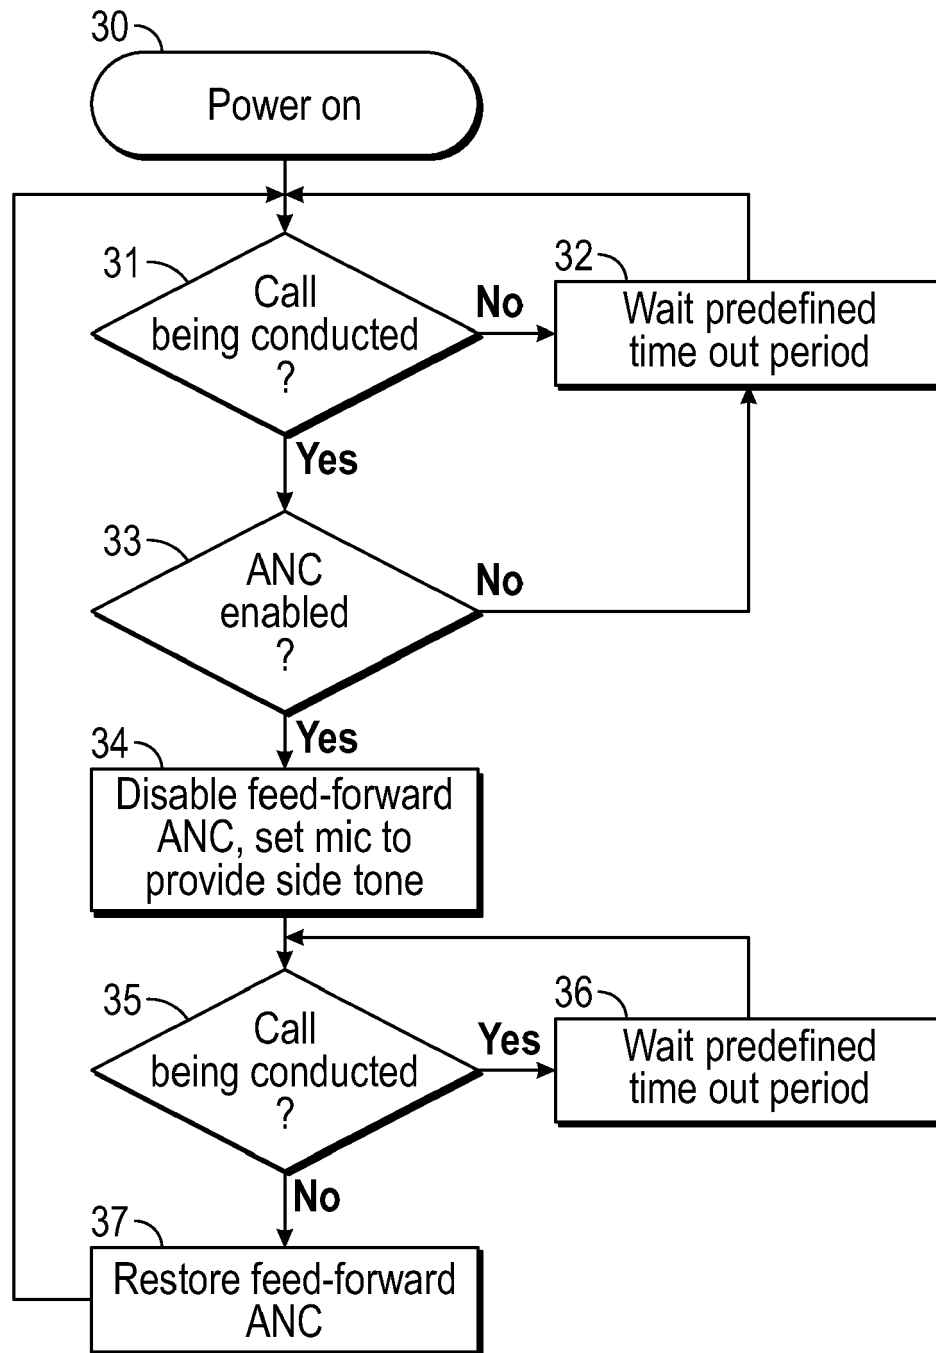 30
Power on
31
Call
being conducted
?
No
32
Wait predefined
time out period
Yes
33
ANC
enabled
?
No
Yes
34
Disable feed-forward
ANC, set mic to
provide side tone
35
Call
being conducted
?
Yes
36
Wait predefined
time out period
No
37
Restore feed-forward
ANC